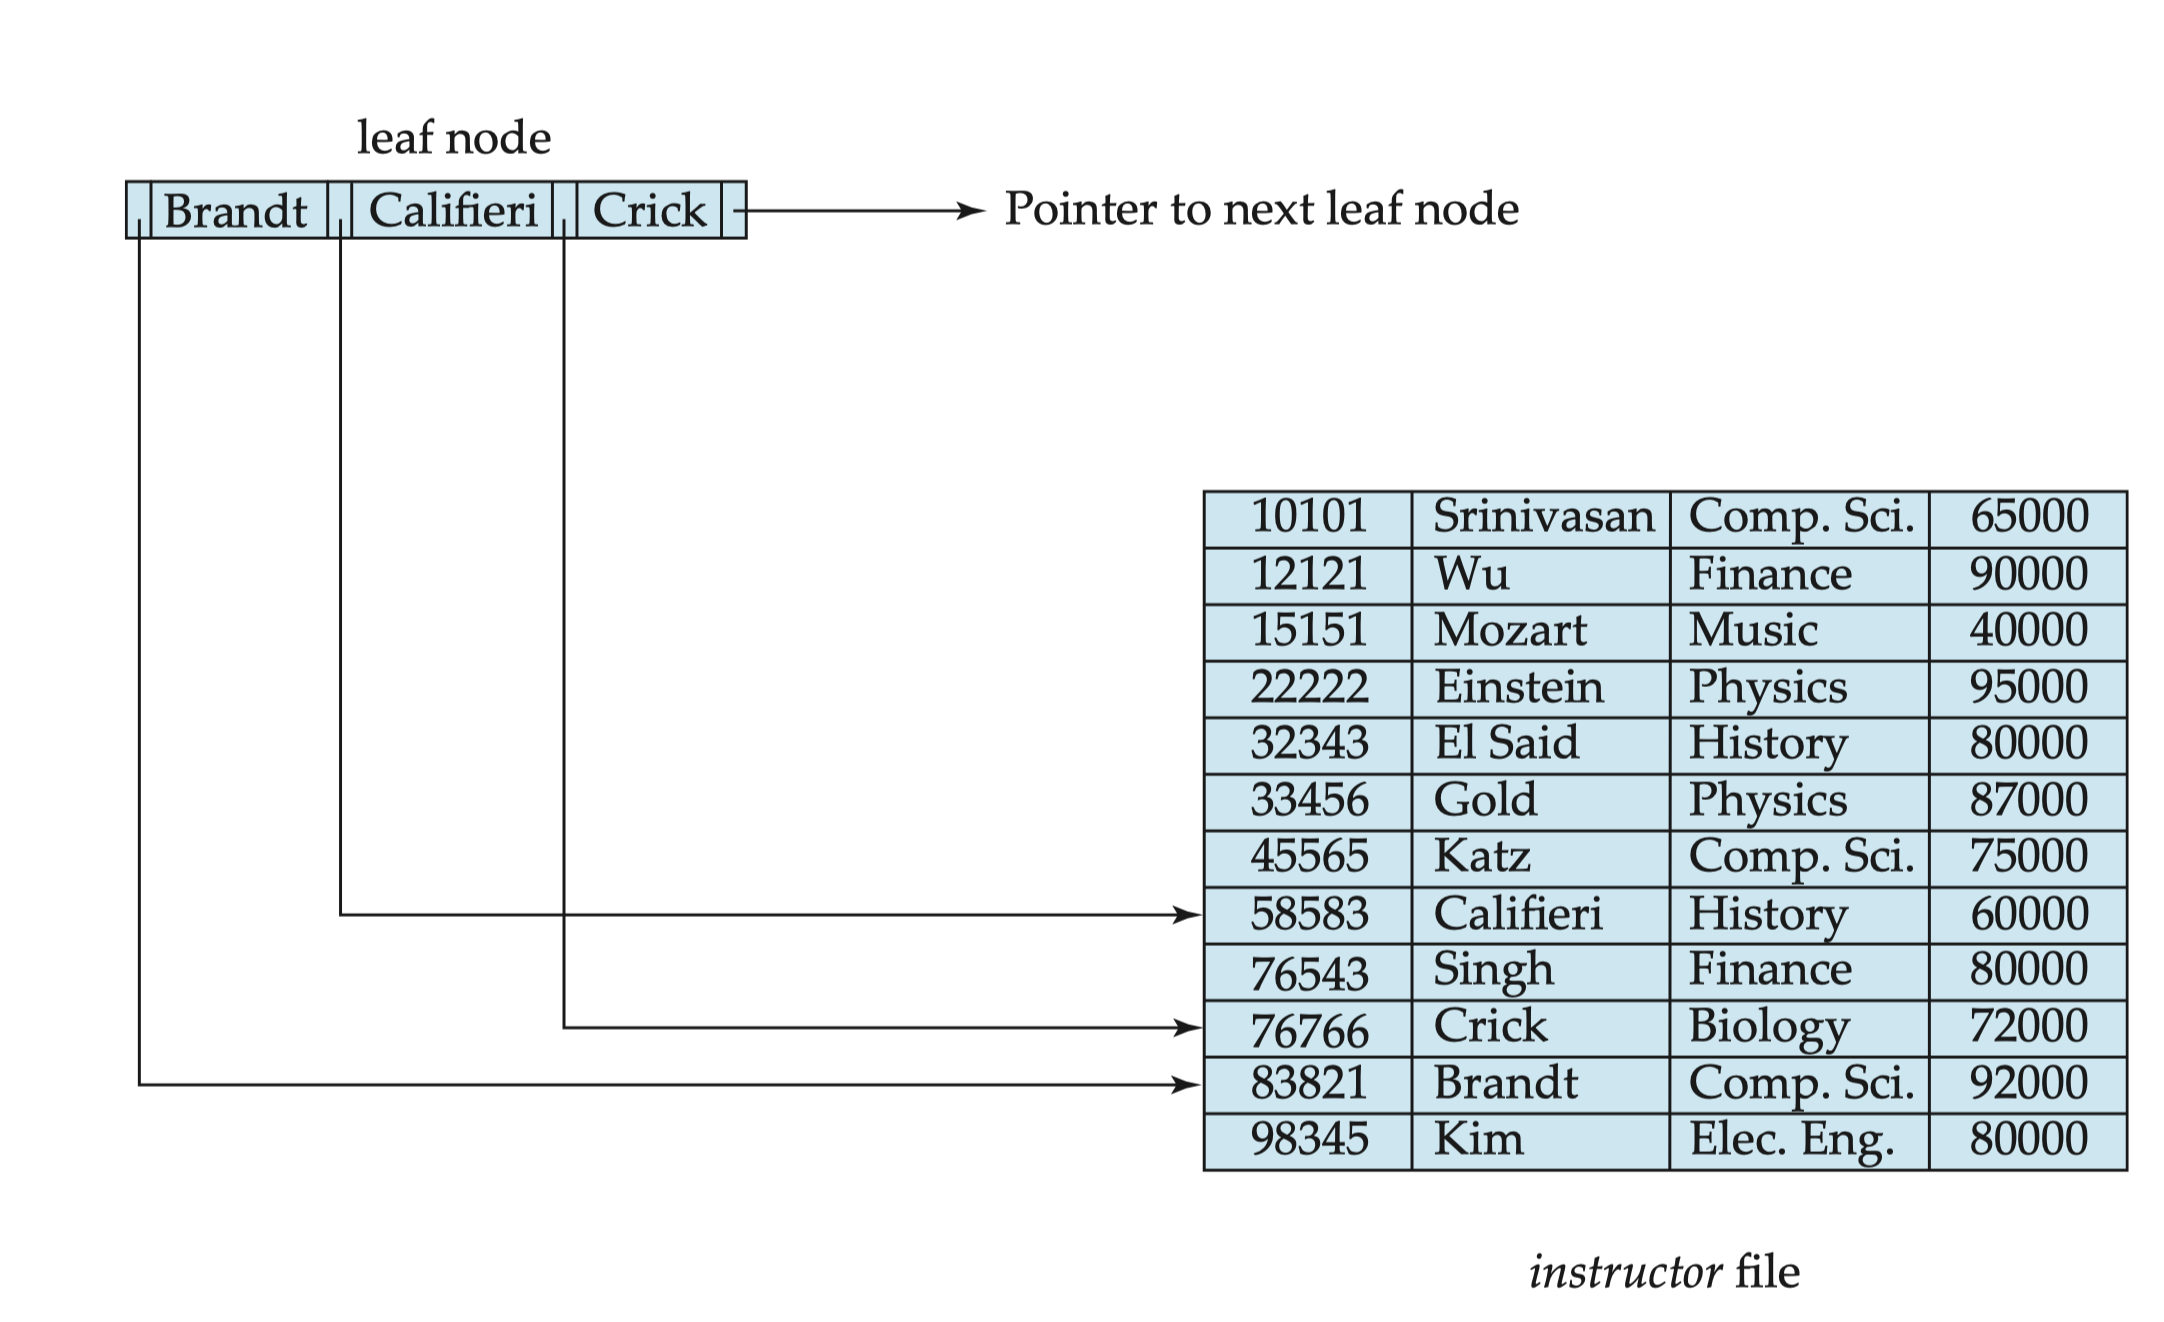 leaf node
Brandt Califieri Crick
Pointer to next leaf node
10101 Srinivasan Comp. Sci. 65000
12121 Wu Finance 90000
15151 Mozart Music 40000
22222 Einstein Physics 95000
32343 El Said History 80000
33456 Gold Physics 87000
45565 Katz Comp. Sci. 75000
58583 Califieri History 60000
76543 Singh Finance 80000
76766 Crick Biology 72000
83821 Brandt Comp. Sci. 92000
98345 Kim Elec. Eng. 80000
instructor file